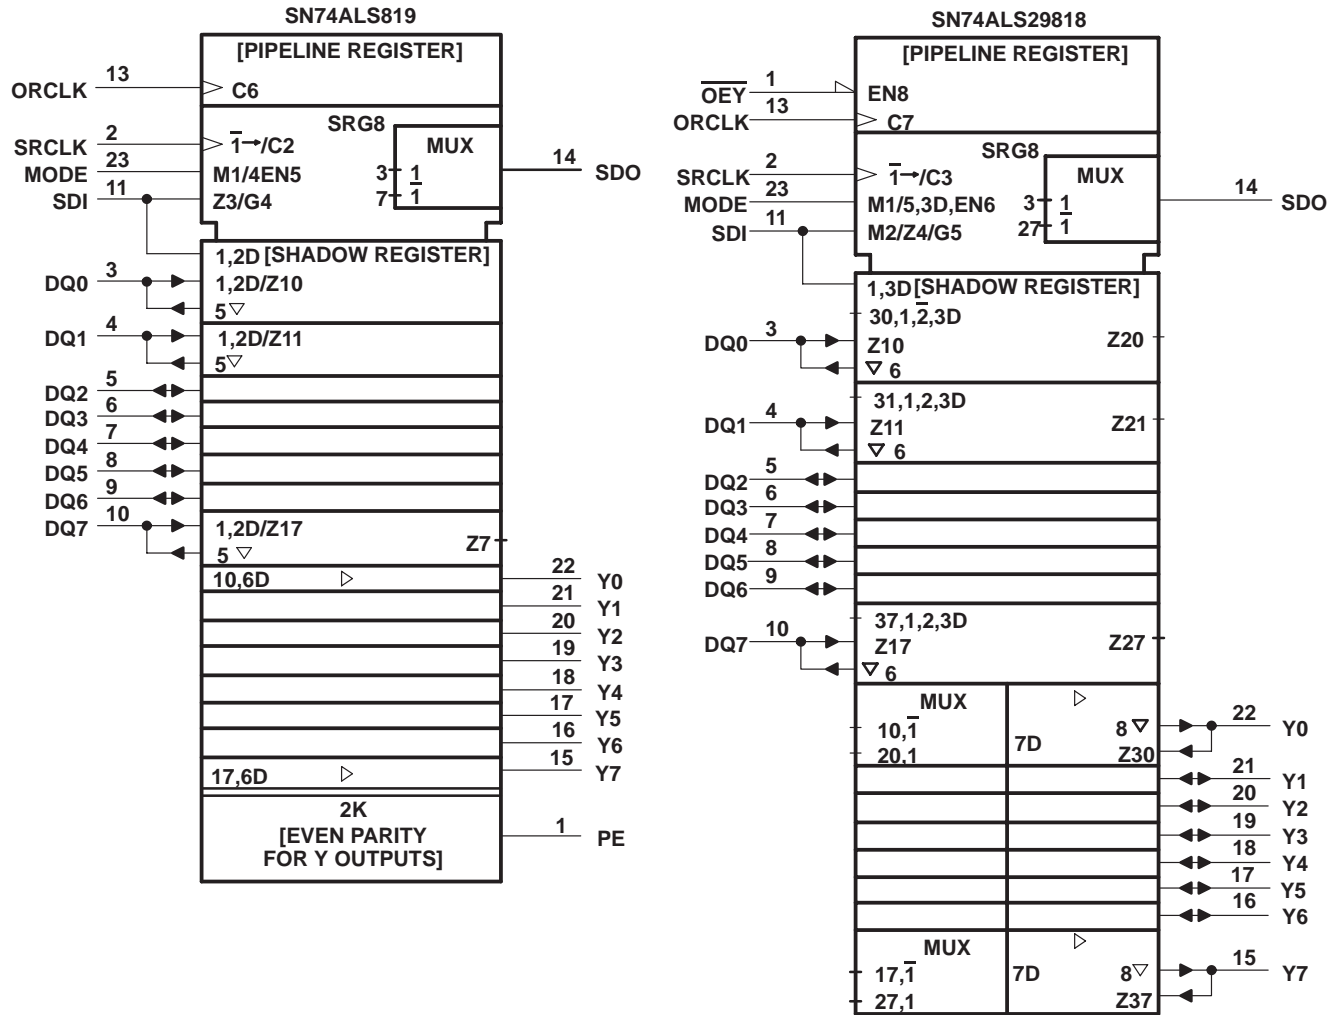 SN74ALS819
[PIPELINE REGISTER]
13
ORCLK
C6
SRG8
MUX
2
SRCLK
1̅→/C2
23
MODE
M1/4EN5
11
SDI
Z3/G4
3 1
7 1̅
14
SDO
1,2D [SHADOW REGISTER]
3
DQ0
1,2D/Z10
5 ▽
4
DQ1
1,2D/Z11
5 ▽
5
DQ2
6
DQ3
7
DQ4
8
DQ5
9
DQ6
10
DQ7
1,2D/Z17
Z7
5 ▽
10,6D ▷
22
Y0
21
Y1
20
Y2
19
Y3
18
Y4
17
Y5
16
Y6
15
Y7
17,6D ▷
2K
[EVEN PARITY
FOR Y OUTPUTS]
1
PE
SN74ALS29818
[PIPELINE REGISTER]
1
O̅E̅Y̅
EN8
13
ORCLK
C7
SRG8
MUX
2
SRCLK
1̅→/C3
23
MODE
M1/5,3D,EN6
11
SDI
M2/Z4/G5
3 1
27 1̅
14
SDO
1,3D [SHADOW REGISTER]
30,1,2̅,3D
3
DQ0
Z10
Z20
▽ 6
31,1,2,3D
4
DQ1
Z11
Z21
▽ 6
5
DQ2
6
DQ3
7
DQ4
8
DQ5
9
DQ6
37,1,2,3D
10
DQ7
Z17
Z27
▽ 6
MUX ▷
10,1̅
20,1
7D
8 ▽
Z30
22
Y0
21
Y1
20
Y2
19
Y3
18
Y4
17
Y5
16
Y6
MUX ▷
17,1̅
27,1
7D
8 ▽
Z37
15
Y7